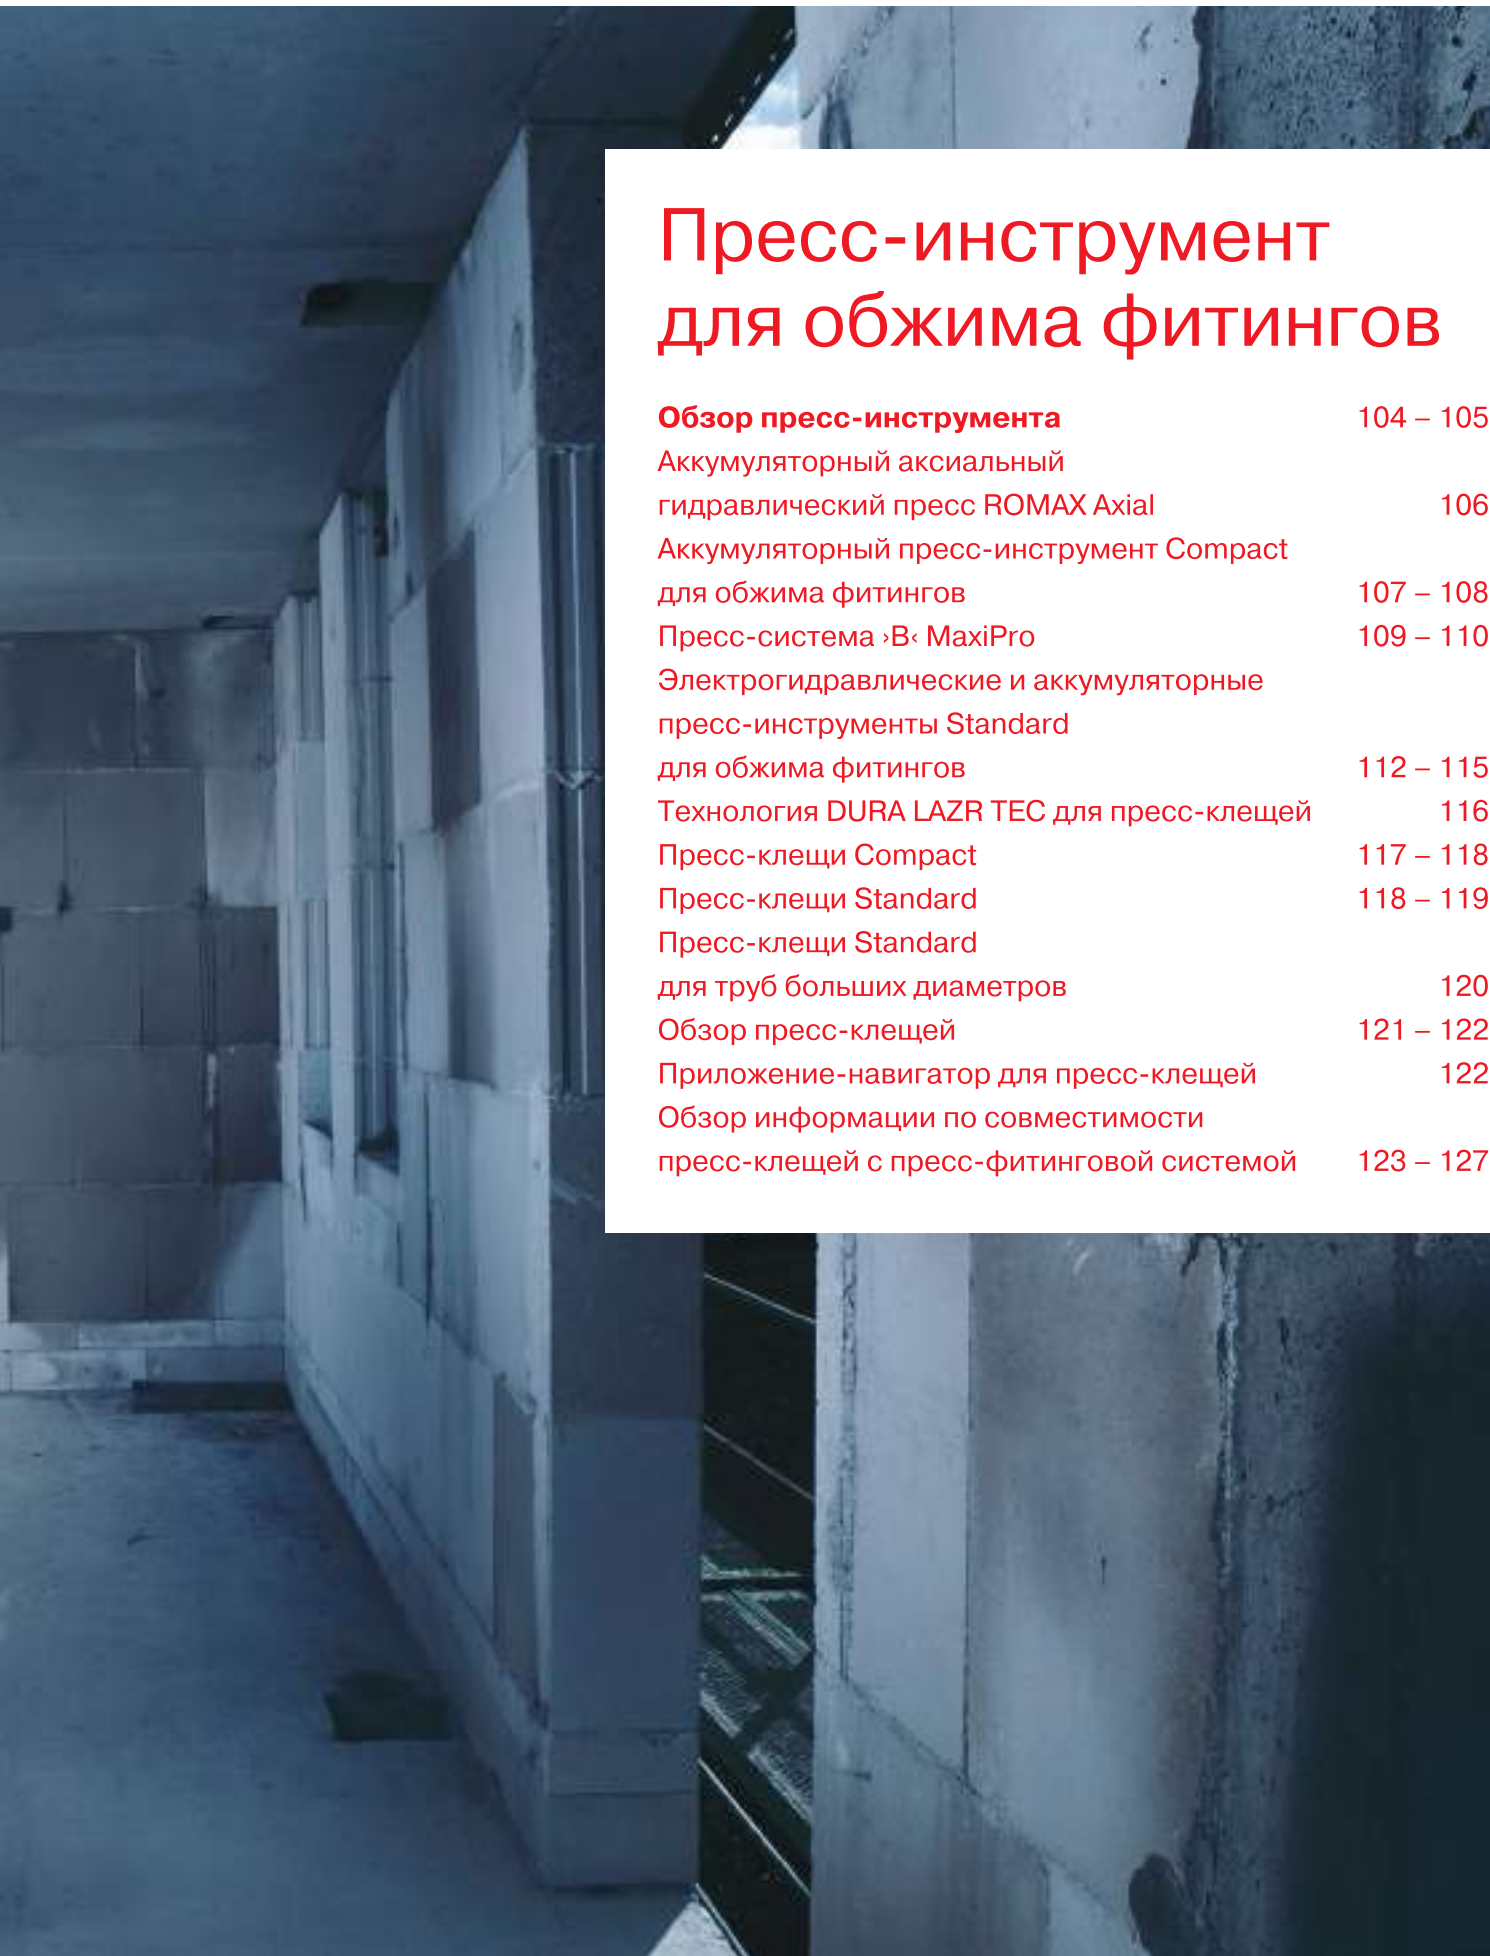 Пресс-инструмент
для обжима фитингов
Обзор пресс-инструмента 104 – 105
Аккумуляторный аксиальный
гидравлический пресс ROMAX Axial 106
Аккумуляторный пресс-инструмент Compact
для обжима фитингов 107 – 108
Пресс-система ›B‹ MaxiPro 109 – 110
Электрогидравлические и аккумуляторные
пресс-инструменты Standard
для обжима фитингов 112 – 115
Технология DURA LAZR TEC для пресс-клещей 116
Пресс-клещи Compact 117 – 118
Пресс-клещи Standard 118 – 119
Пресс-клещи Standard
для труб больших диаметров 120
Обзор пресс-клещей 121 – 122
Приложение-навигатор для пресс-клещей 122
Обзор информации по совместимости
пресс-клещей с пресс-фитинговой системой 123 – 127